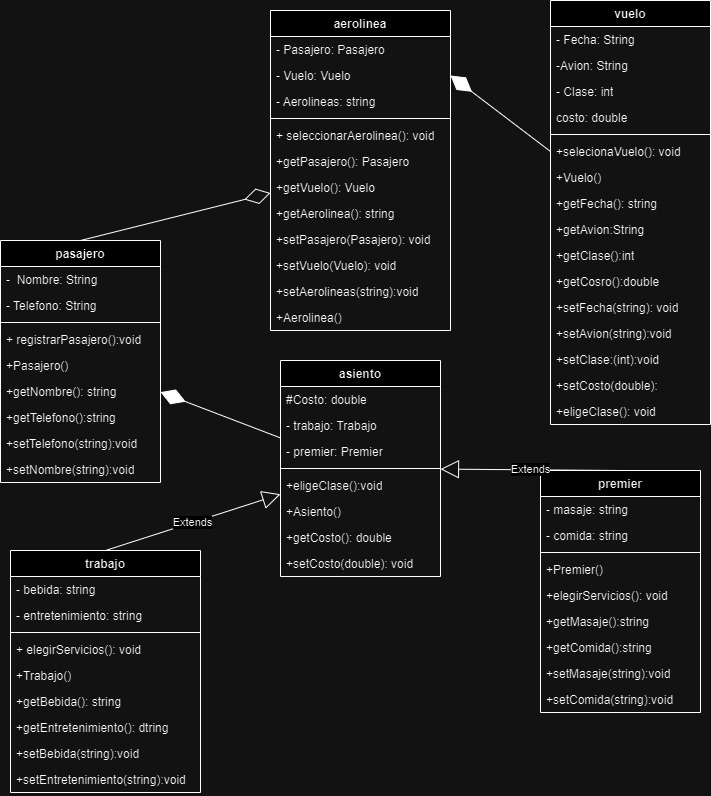 aerolinea
- Pasajero: Pasajero
- Vuelo: Vuelo
- Aerolineas: string
+ seleccionarAerolinea(): void
+getPasajero(): Pasajero
+getVuelo(): Vuelo
+getAerolinea(): string
+setPasajero(Pasajero): void
+setVuelo(Vuelo): void
+setAerolineas(string):void
+Aerolinea()
vuelo
- Fecha: String
-Avion: String
- Clase: int
costo: double
+selecionaVuelo(): void
+Vuelo()
+getFecha(): string
+getAvion:String
+getClase():int
+getCosro():double
+setFecha(string): void
+setAvion(string):void
+setClase:(int):void
+setCosto(double):
+eligeClase(): void
pasajero
- Nombre: String
- Telefono: String
+ registrarPasajero():void
+Pasajero()
+getNombre(): string
+getTelefono():string
+setTelefono(string):void
+setNombre(string):void
asiento
#Costo: double
- trabajo: Trabajo
- premier: Premier
+eligeClase():void
+Asiento()
+getCosto(): double
+setCosto(double): void
Extends
premier
- masaje: string
- comida: string
+Premier()
+elegirServicios(): void
+getMasaje():string
+getComida():string
+setMasaje(string):void
+setComida(string):void
Extends
trabajo
- bebida: string
- entretenimiento: string
+ elegirServicios(): void
+Trabajo()
+getBebida(): string
+getEntretenimiento(): dtring
+setBebida(string):void
+setEntretenimiento(string):void